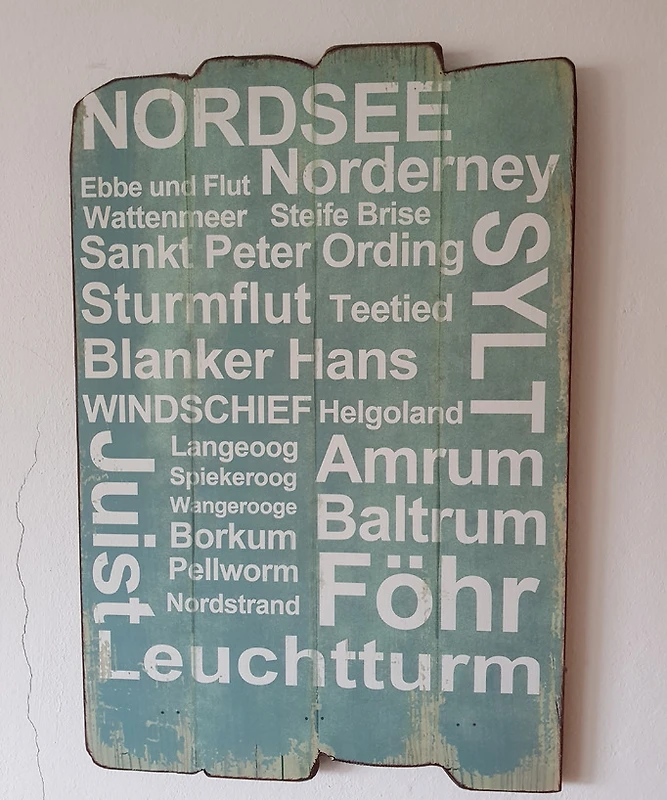 NORDSEE
Ebbe und Flut Norderney
Wattenmeer Steife Brise
Sankt Peter Ording
SYLT
Sturmflut Teetied
Blanker Hans
WINDSCHIEF Helgoland
Juist
Langeoog
Spiekeroog
Wangerooge
Borkum
Pellworm
Nordstrand
Amrum
Baltrum
Föhr
Leuchtturm